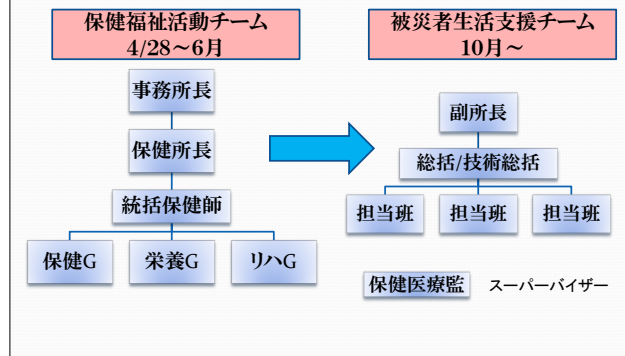 保健福祉活動チーム
4/28～6月
事務所長
保健所長
統括保健師
保健G
栄養G
リハG
被災者生活支援チーム
10月～
副所長
総括/技術総括
担当班
担当班
担当班
保健医療監
スーパーバイザー